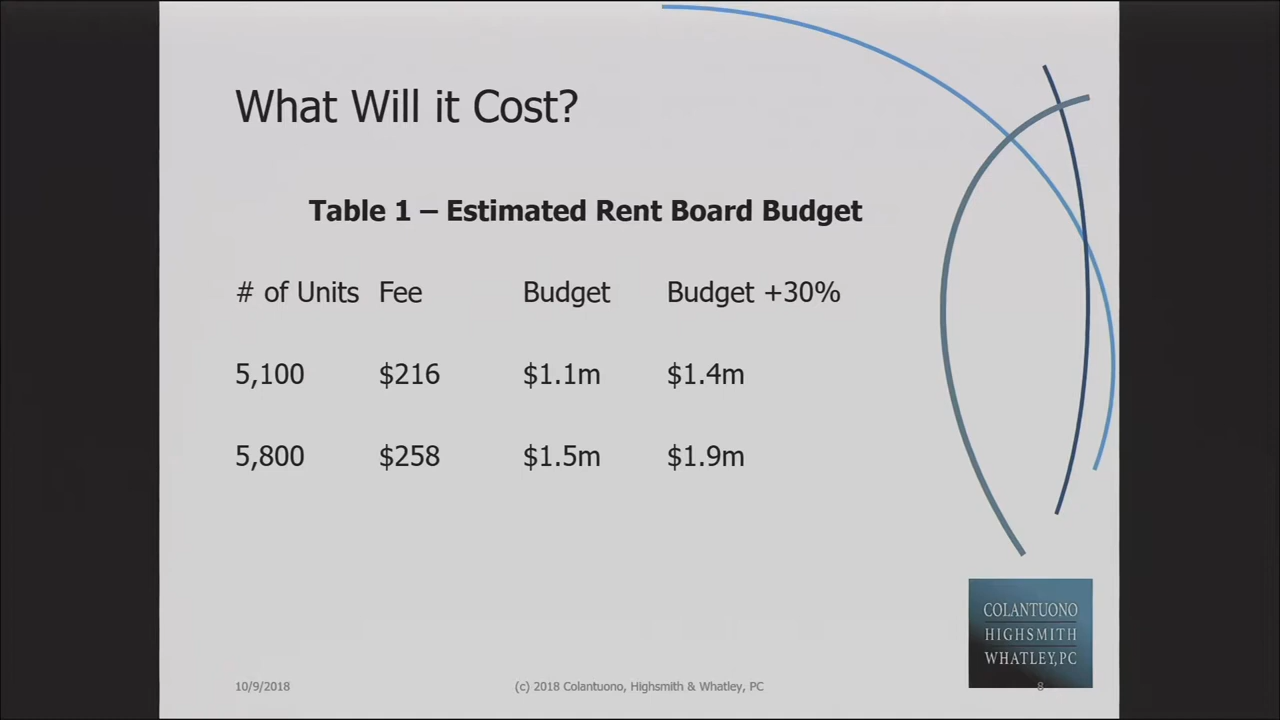 What Will it Cost?
Table 1 – Estimated Rent Board Budget
# of Units Fee Budget Budget +30%
5,100 $216 $1.1m $1.4m
5,800 $258 $1.5m $1.9m
COLANTUONO
HIGHSMITH
WHATLEY, PC
10/9/2018 (c) 2018 Colantuono, Highsmith & Whatley, PC 8